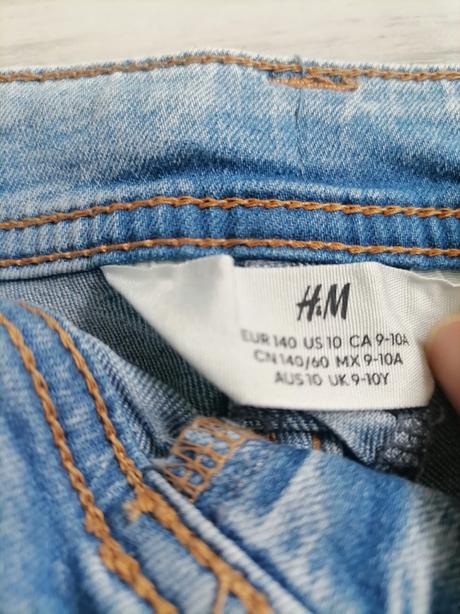 H&M
EUR 140 US 10 CA 9-10A
CN 140/60 MX 9-10A
AUS 10 UK 9-10Y